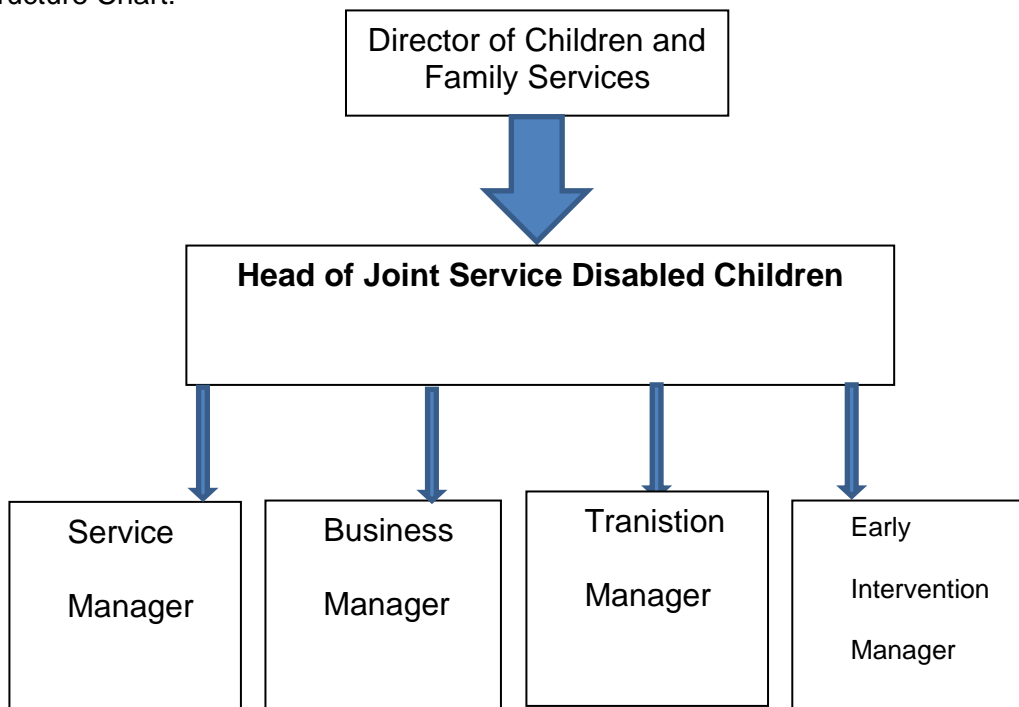 Chart.
Director of Children and
Family Services
Head of Joint Service Disabled Children
Service
Manager
Business
Manager
Tranistion
Manager
Early
Intervention
Manager